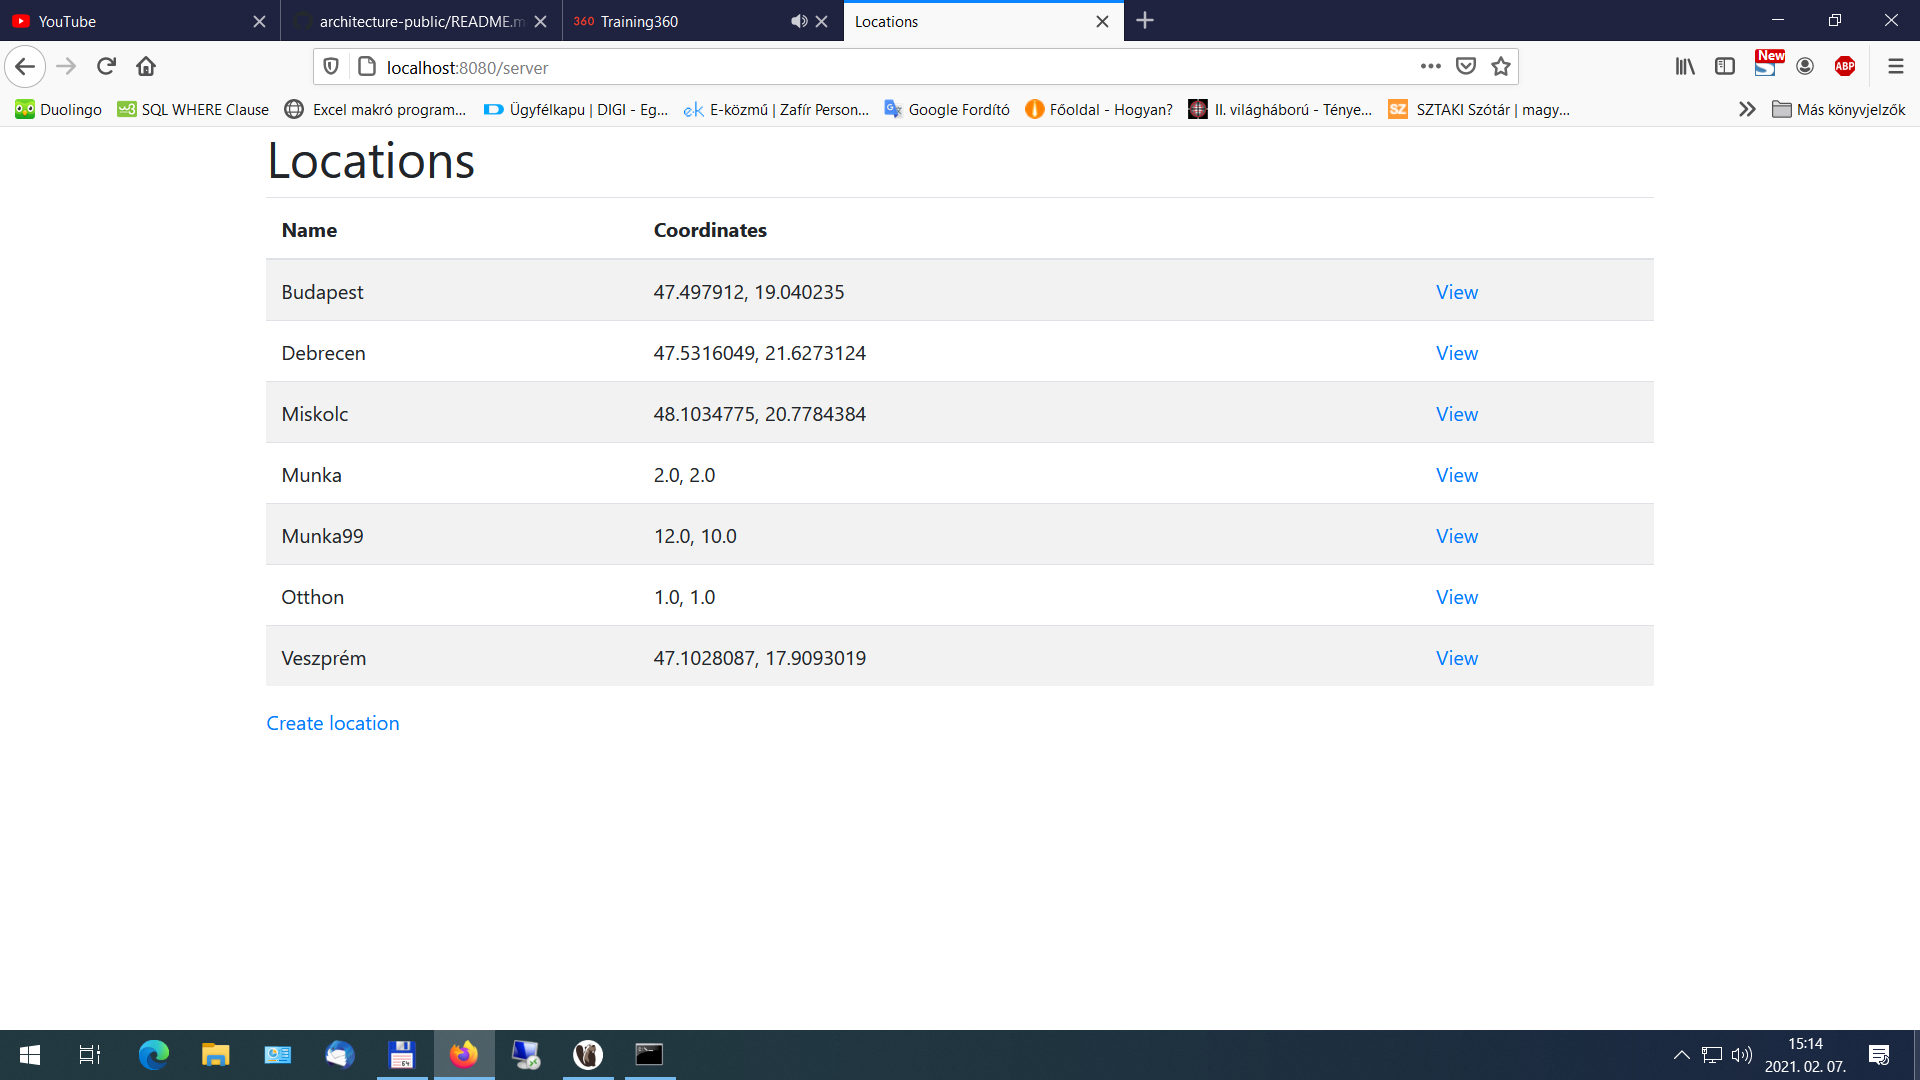 YouTube
architecture-public/README.m
360 Training360
Locations
localhost:8080/server
New
ABP
Duolingo
SQL WHERE Clause
Excel makró program...
Ügyfélkapu | DIGI - Eg...
E-közmű | Zafír Person...
Google Fordító
Főoldal - Hogyan?
II. világháború - Ténye...
SZ SZTAKI Szótár | magy...
Más könyvjelzők
Locations
Name Coordinates
Budapest 47.497912, 19.040235 View
Debrecen 47.5316049, 21.6273124 View
Miskolc 48.1034775, 20.7784384 View
Munka 2.0, 2.0 View
Munka99 12.0, 10.0 View
Otthon 1.0, 1.0 View
Veszprém 47.1028087, 17.9093019 View
Create location
64
15:14
2021. 02. 07.